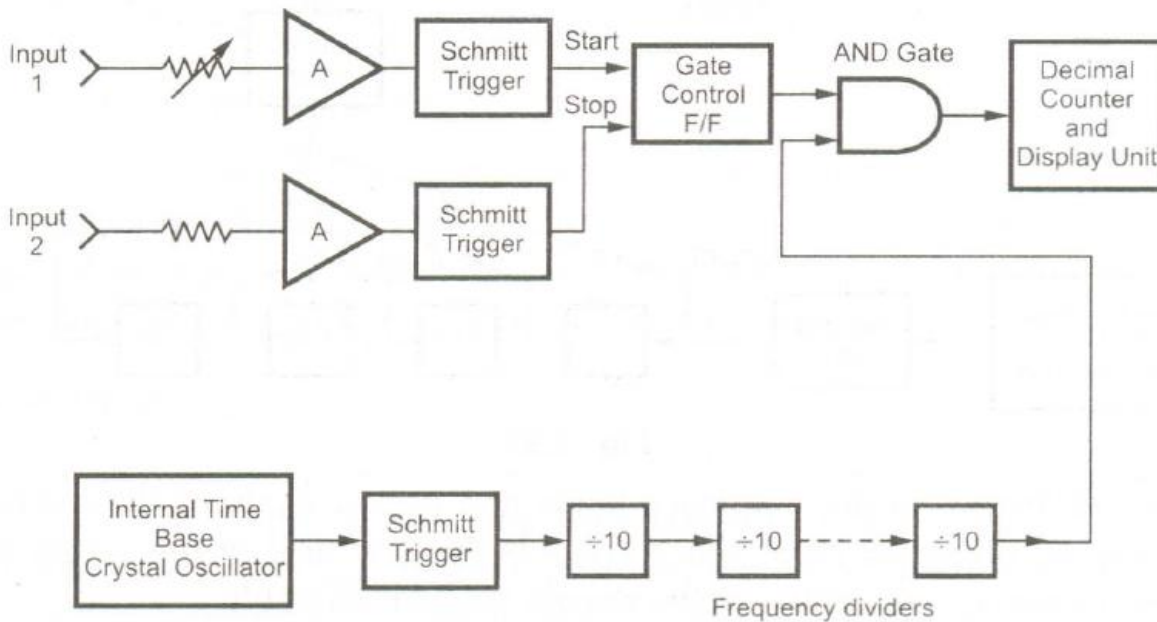 Input
1
A
Schmitt
Trigger
Start
Stop
Gate
Control
F/F
AND Gate
Decimal
Counter
and
Display Unit
Input
2
A
Schmitt
Trigger
Internal Time
Base
Crystal Oscillator
Schmitt
Trigger
÷10
÷10
÷10
Frequency dividers